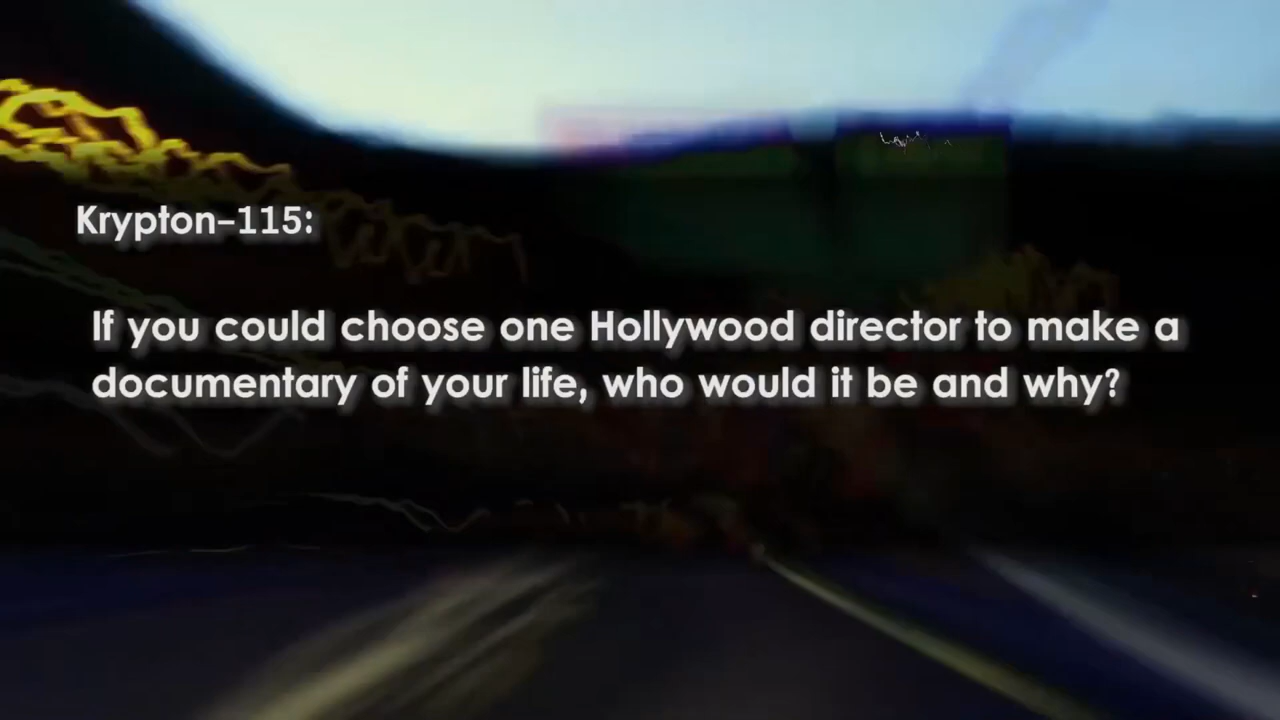 Krypton-115:
If you could choose one Hollywood director to make a
documentary of your life, who would it be and why?